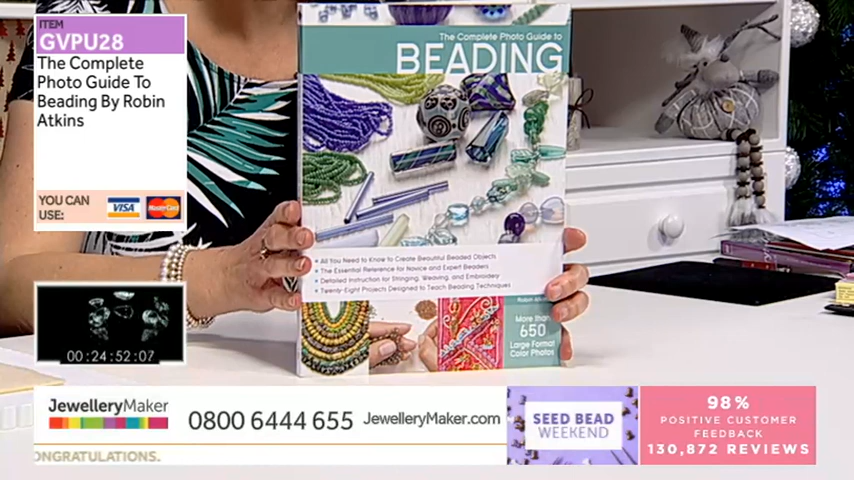 ITEM
GVPU28
The Complete
Photo Guide To
Beading By Robin
Atkins
YOU CAN
USE:
VISA
MasterCard
00:24:52:07
The Complete Photo Guide to
BEADING
• All You Need to Know to Create Beautiful Beaded Objects
• The Essential Reference for Novice and Expert Beaders
• Detailed Instruction for Stringing, Weaving, and Embroidery
• Twenty-Eight Projects Designed to Teach Beading Techniques
Robin
More than
650
Large Format
Color Photos
JewelleryMaker
0800 6444 655
JewelleryMaker.com
SEED BEAD
WEEKEND
98%
POSITIVE CUSTOMER
FEEDBACK
130,872 REVIEWS
ONGRATULATIONS.